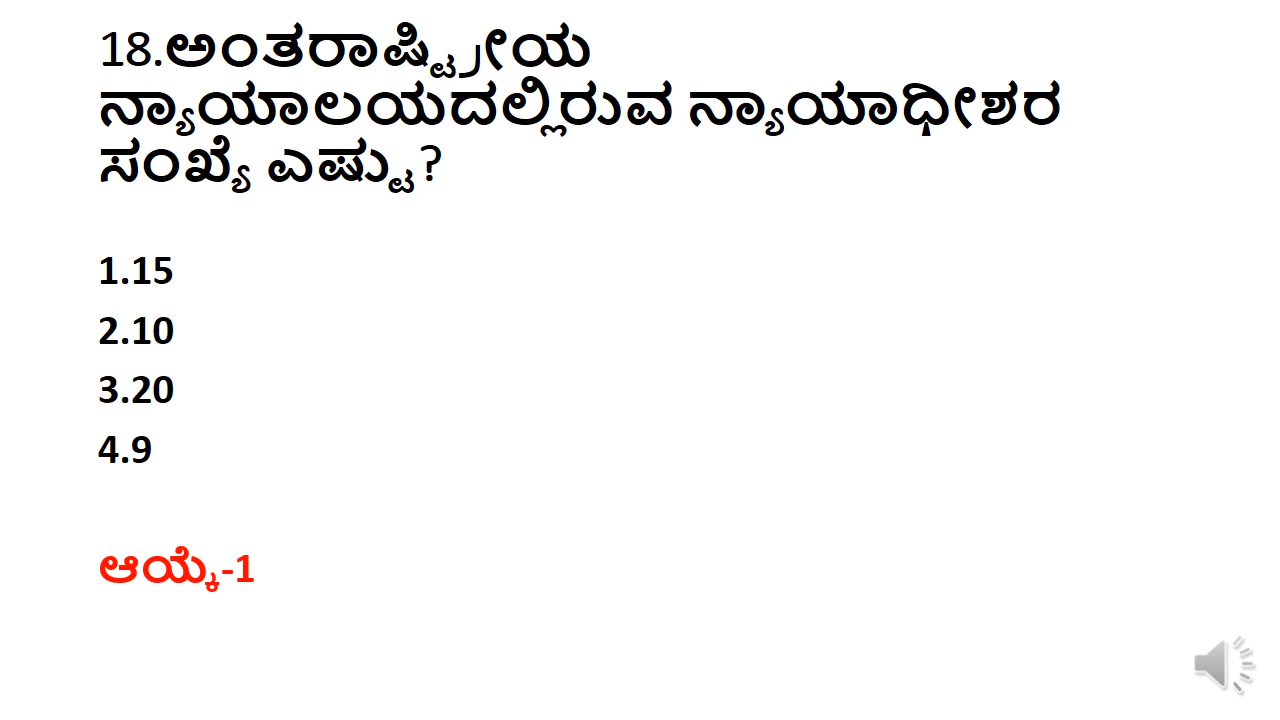 18.ಅಂತರಾಷ್ಟ್ರೀಯ
ನ್ಯಾಯಾಲಯದಲ್ಲಿರುವ ನ್ಯಾಯಾಧೀಶರ
ಸಂಖ್ಯೆ ಎಷ್ಟು?
1.15
2.10
3.20
4.9
ಆಯ್ಕೆ-1